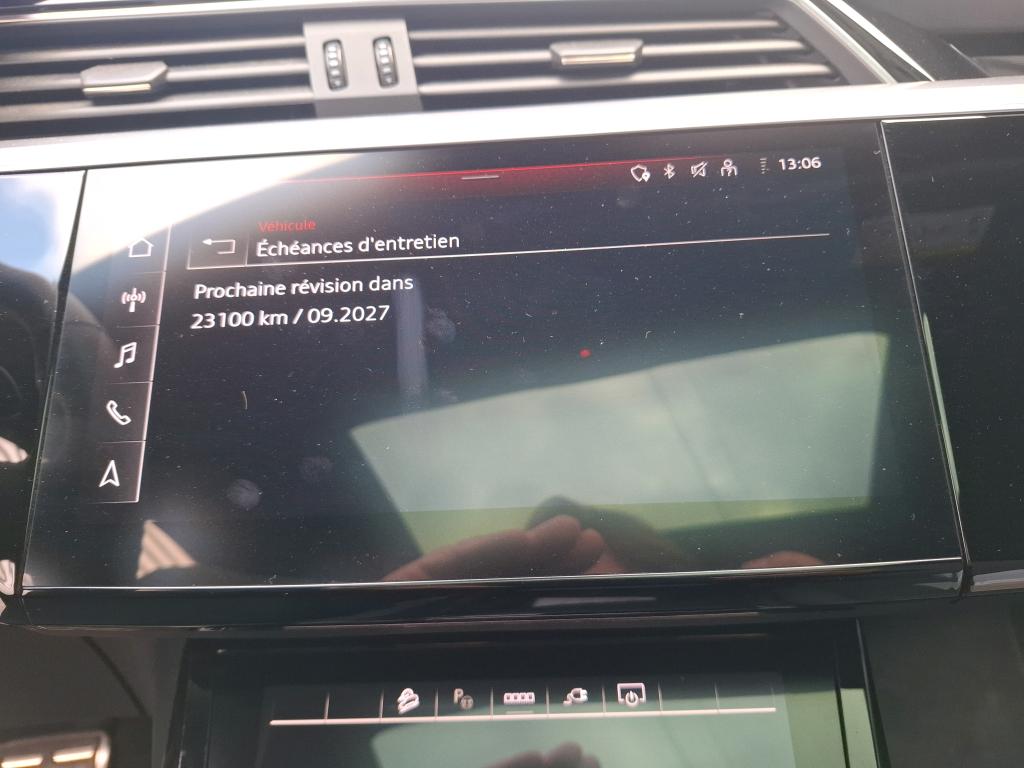 13:06
Véhicule
Échéances d'entretien
Prochaine révision dans
23100 km / 09.2027
P